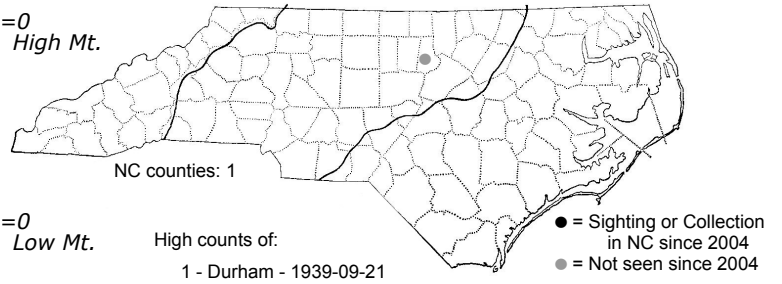 =0
High Mt.
NC counties: 1
=0
Low Mt.
High counts of:
1 - Durham - 1939-09-21
● = Sighting or Collection
in NC since 2004
● = Not seen since 2004